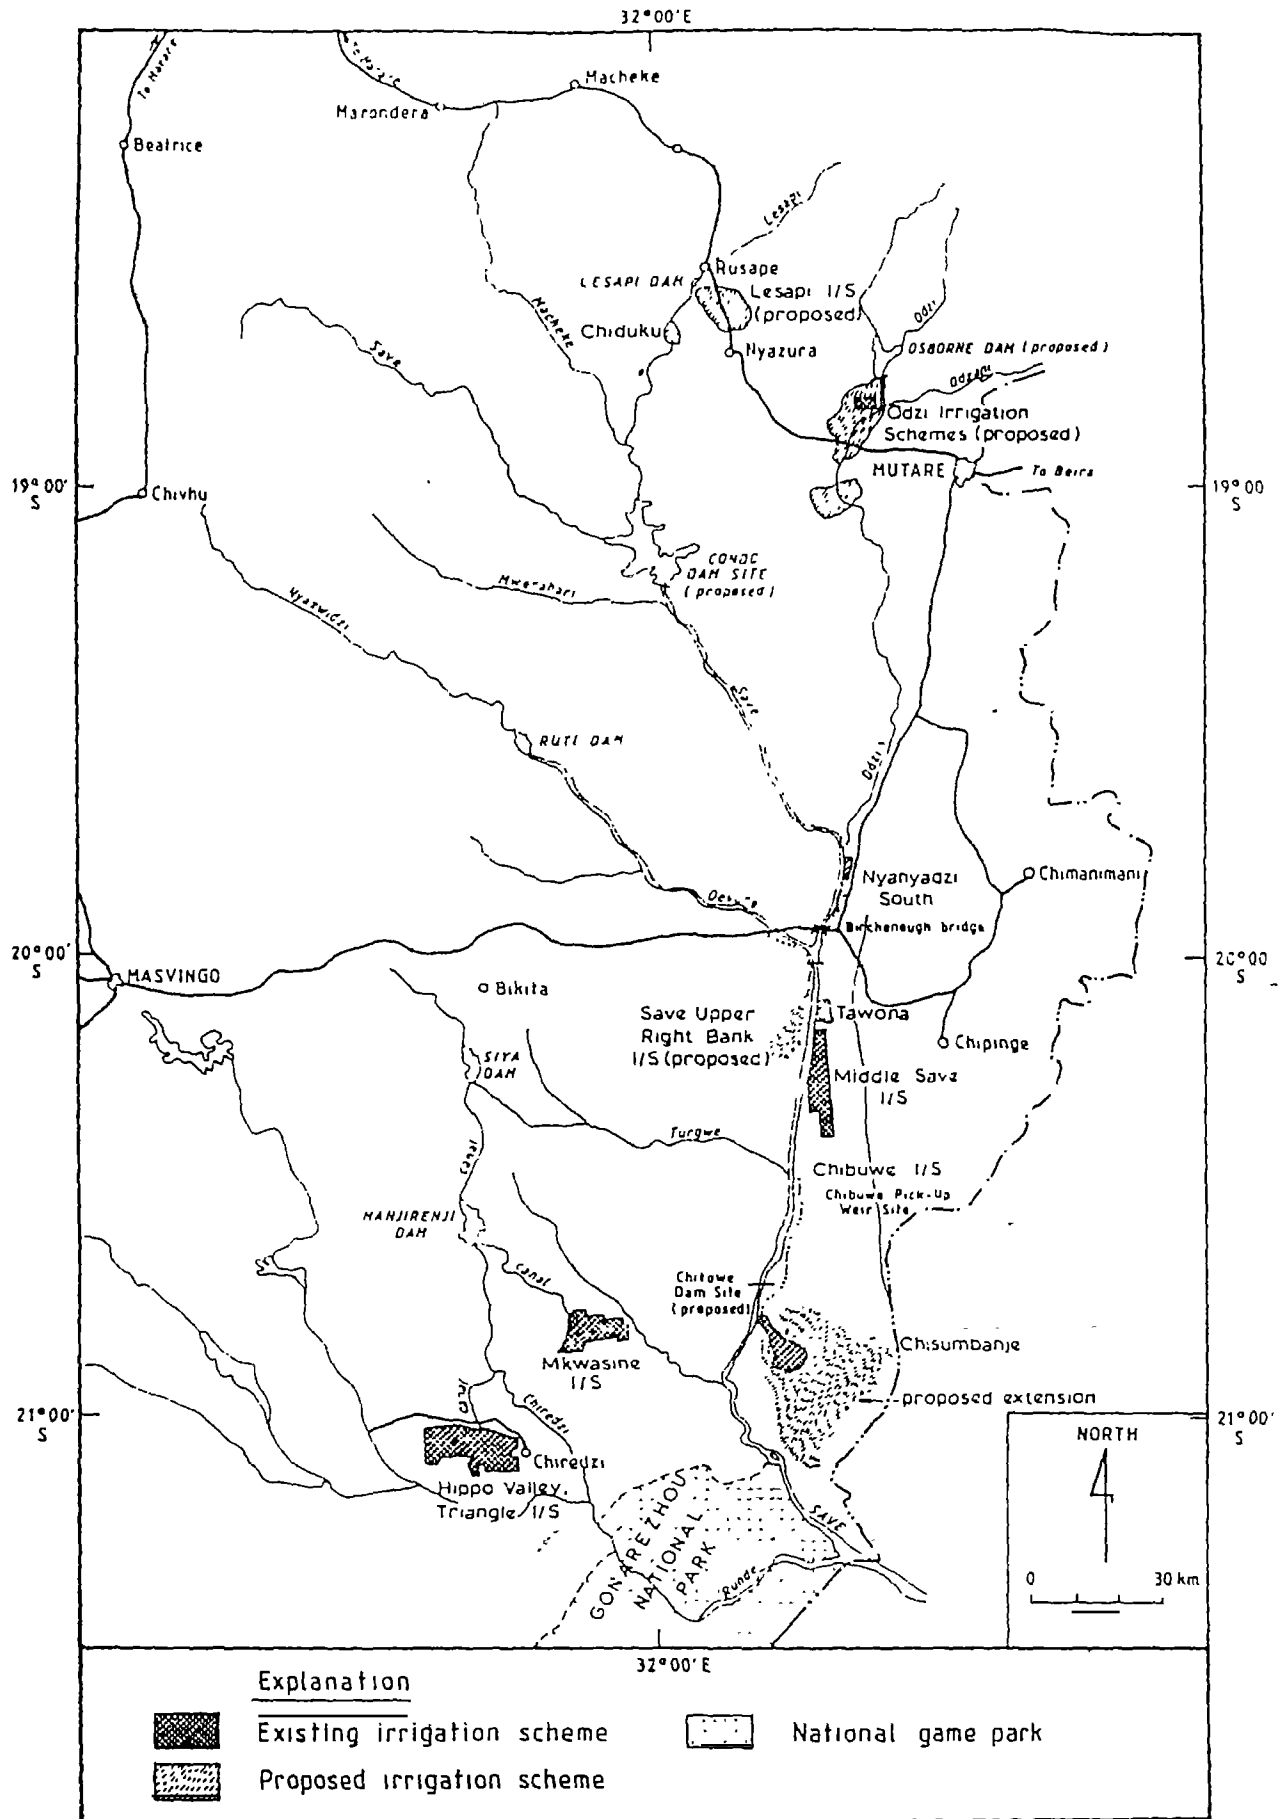 32°00'E
To Harare
To Harare
Macheke
Marondera
Beatrice
Lesapi
Rusape
LESAPI DAM
Lesapi I/S
(proposed)
Odzi
Macheke
Chiduku
Nyazura
OSBORNE DAM (proposed)
Save
Odzani
Odzi Irrigation
Schemes (proposed)
MUTARE
To Beira
19°00'
S
Chivhu
19°00
S
DAM SITE
(proposed)
Mwerahari
Nyazwidzi
Save
RUTI DAM
Odzi
Nyanyadzi
South
Chimanimani
Birchenough bridge
20°00'
S
MASVINGO
20°00
S
Bikita
Save Upper
Right Bank
I/S (proposed)
Tawona
Chipinge
SIYA
DAM
Middle Save
I/S
Turgwe
canal
Chibuwe I/S
Chibuwe Pick-Up
Weir Site
MANJIRENJI
DAM
canal
Dam Site
(proposed)
Chisumbanje
Mkwasine
I/S
proposed extension
21°00'
S
Chiredzi
21°00'
S
NORTH
Chiredzi
Hippo Valley,
Triangle I/S
SAVE
GONAREZHOU
NATIONAL
PARK
Runde
0 30 km
32°00'E
Explanation
Existing irrigation scheme
National game park
Proposed irrigation scheme